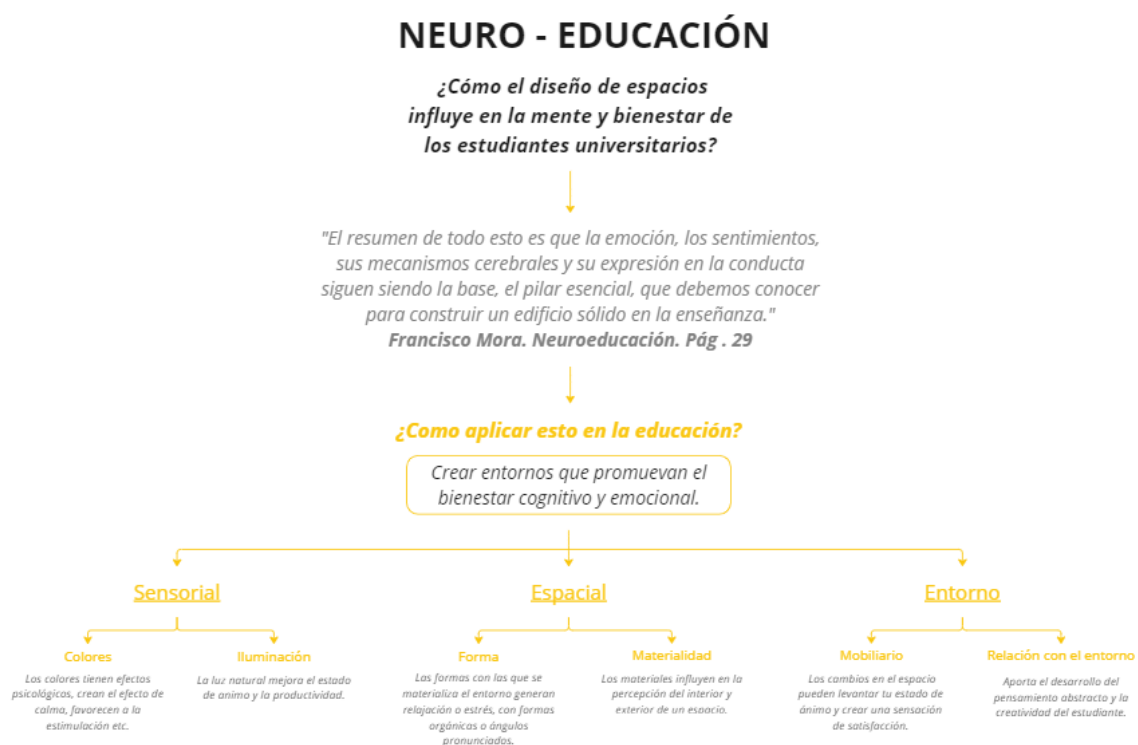 NEURO - EDUCACIÓN
¿Cómo el diseño de espacios
influye en la mente y bienestar de
los estudiantes universitarios?
"El resumen de todo esto es que la emoción, los sentimientos,
sus mecanismos cerebrales y su expresión en la conducta
siguen siendo la base, el pilar esencial, que debemos conocer
para construir un edificio sólido en la enseñanza."
Francisco Mora. Neuroeducación. Pág . 29
¿Como aplicar esto en la educación?
Crear entornos que promuevan el
bienestar cognitivo y emocional.
Sensorial
Colores
Los colores tienen efectos
psicológicos, crean el efecto de
calma, favorecen a la
estimulación etc.
Iluminación
La luz natural mejora el estado
de animo y la productividad.
Espacial
Forma
Las formas con las que se
materializa el entorno generan
relajación o estrés, con formas
orgánicas o ángulos
pronunciados.
Materialidad
Los materiales influyen en la
percepción del interior y
exterior de un espacio.
Entorno
Mobiliario
Los cambios en el espacio
pueden levantar tu estado de
ánimo y crear una sensación
de satisfacción.
Relación con el entorno
Aporta el desarrollo del
pensamiento abstracto y la
creatividad del estudiante.